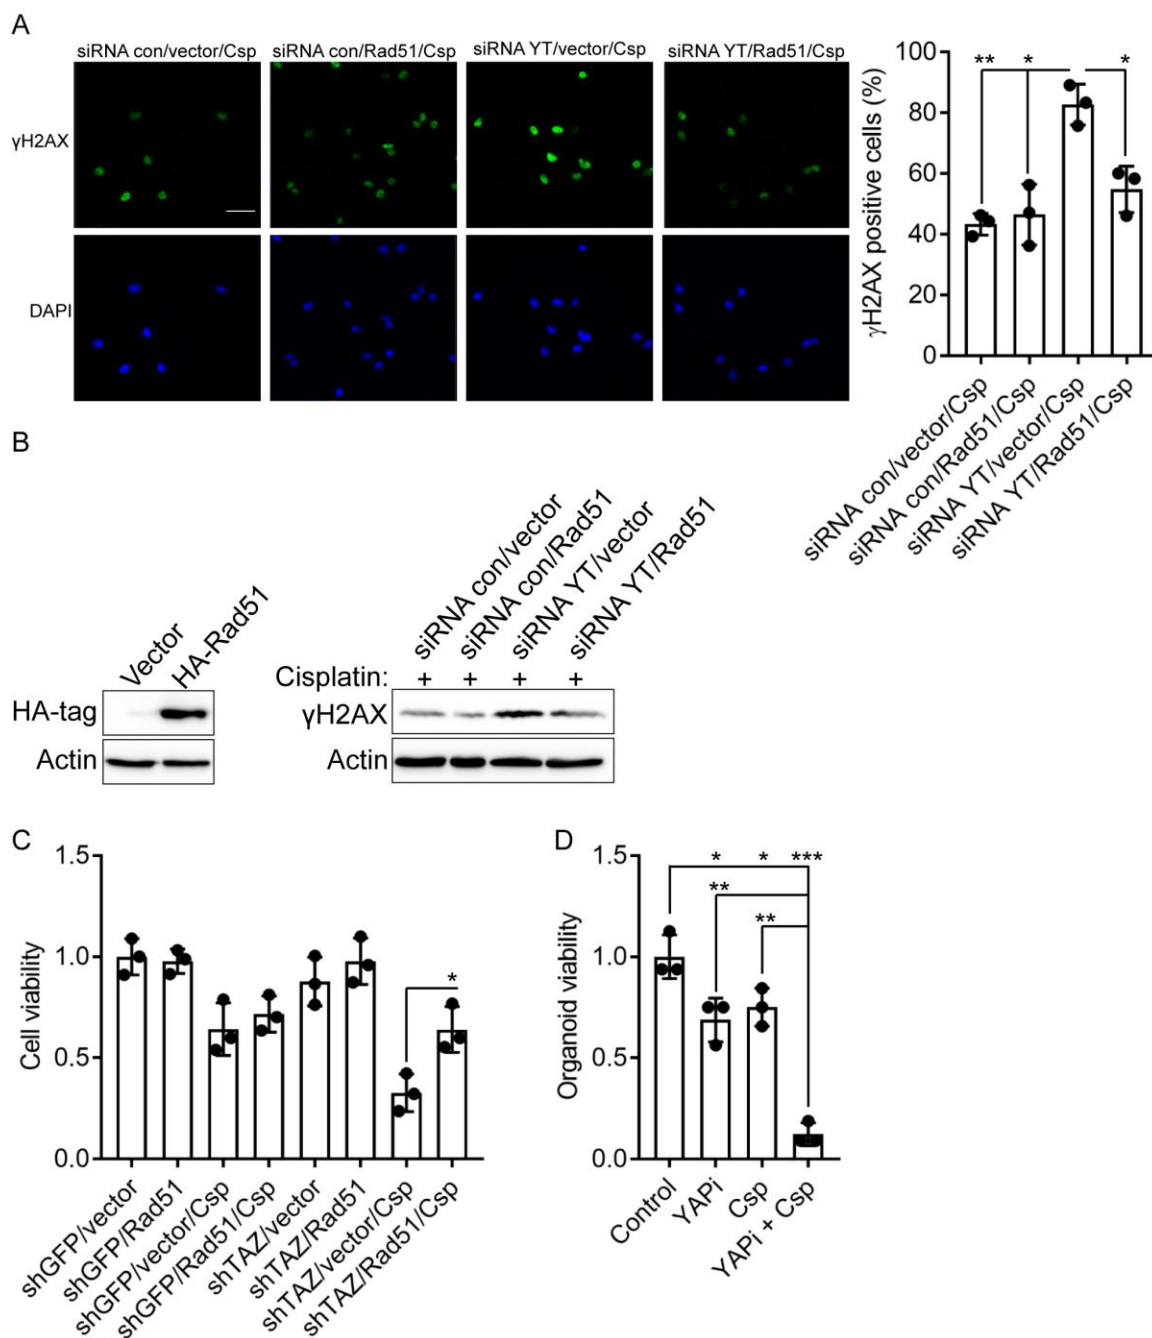 A
siRNA con/vector/Csp
siRNA con/Rad51/Csp
siRNA YT/vector/Csp
siRNA YT/Rad51/Csp
γH2AX
DAPI
γH2AX positive cells (%)
100
80
60
40
20
0
** * *
siRNA con/vector/Csp
siRNA con/Rad51/Csp
siRNA YT/vector/Csp
siRNA YT/Rad51/Csp
B
Vector
HA-Rad51
HA-tag
Actin
siRNA con/vector
siRNA con/Rad51
siRNA YT/vector
siRNA YT/Rad51
Cisplatin: + + + +
γH2AX
Actin
C
Cell viability
1.5
1.0
0.5
0.0
*
shGFP/vector
shGFP/Rad51
shGFP/vector/Csp
shGFP/Rad51/Csp
shTAZ/vector
shTAZ/Rad51
shTAZ/vector/Csp
shTAZ/Rad51/Csp
D
Organoid viability
1.5
1.0
0.5
0.0
* * ***
**
**
Control
YAPi
Csp
YAPi + Csp